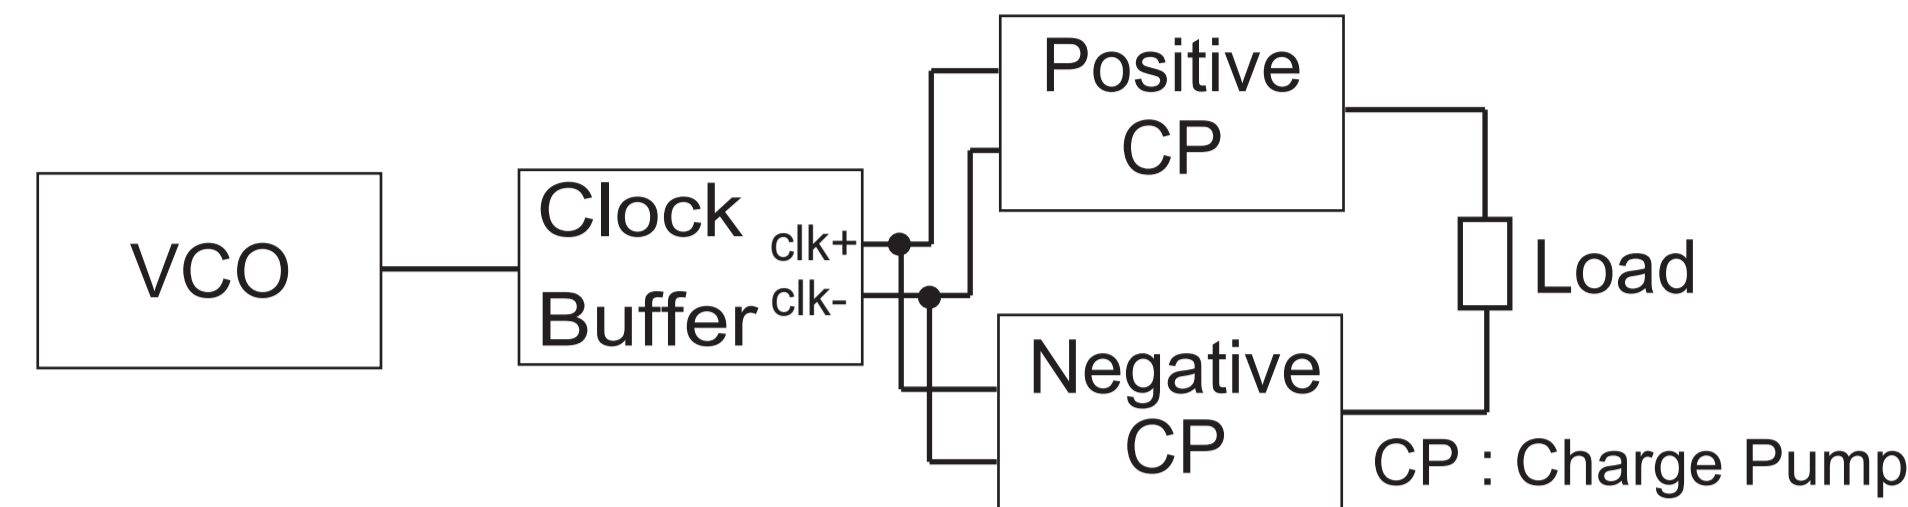 VCO
Clock
Buffer
clk+
clk-
Positive
CP
Negative
CP
Load
CP : Charge Pump